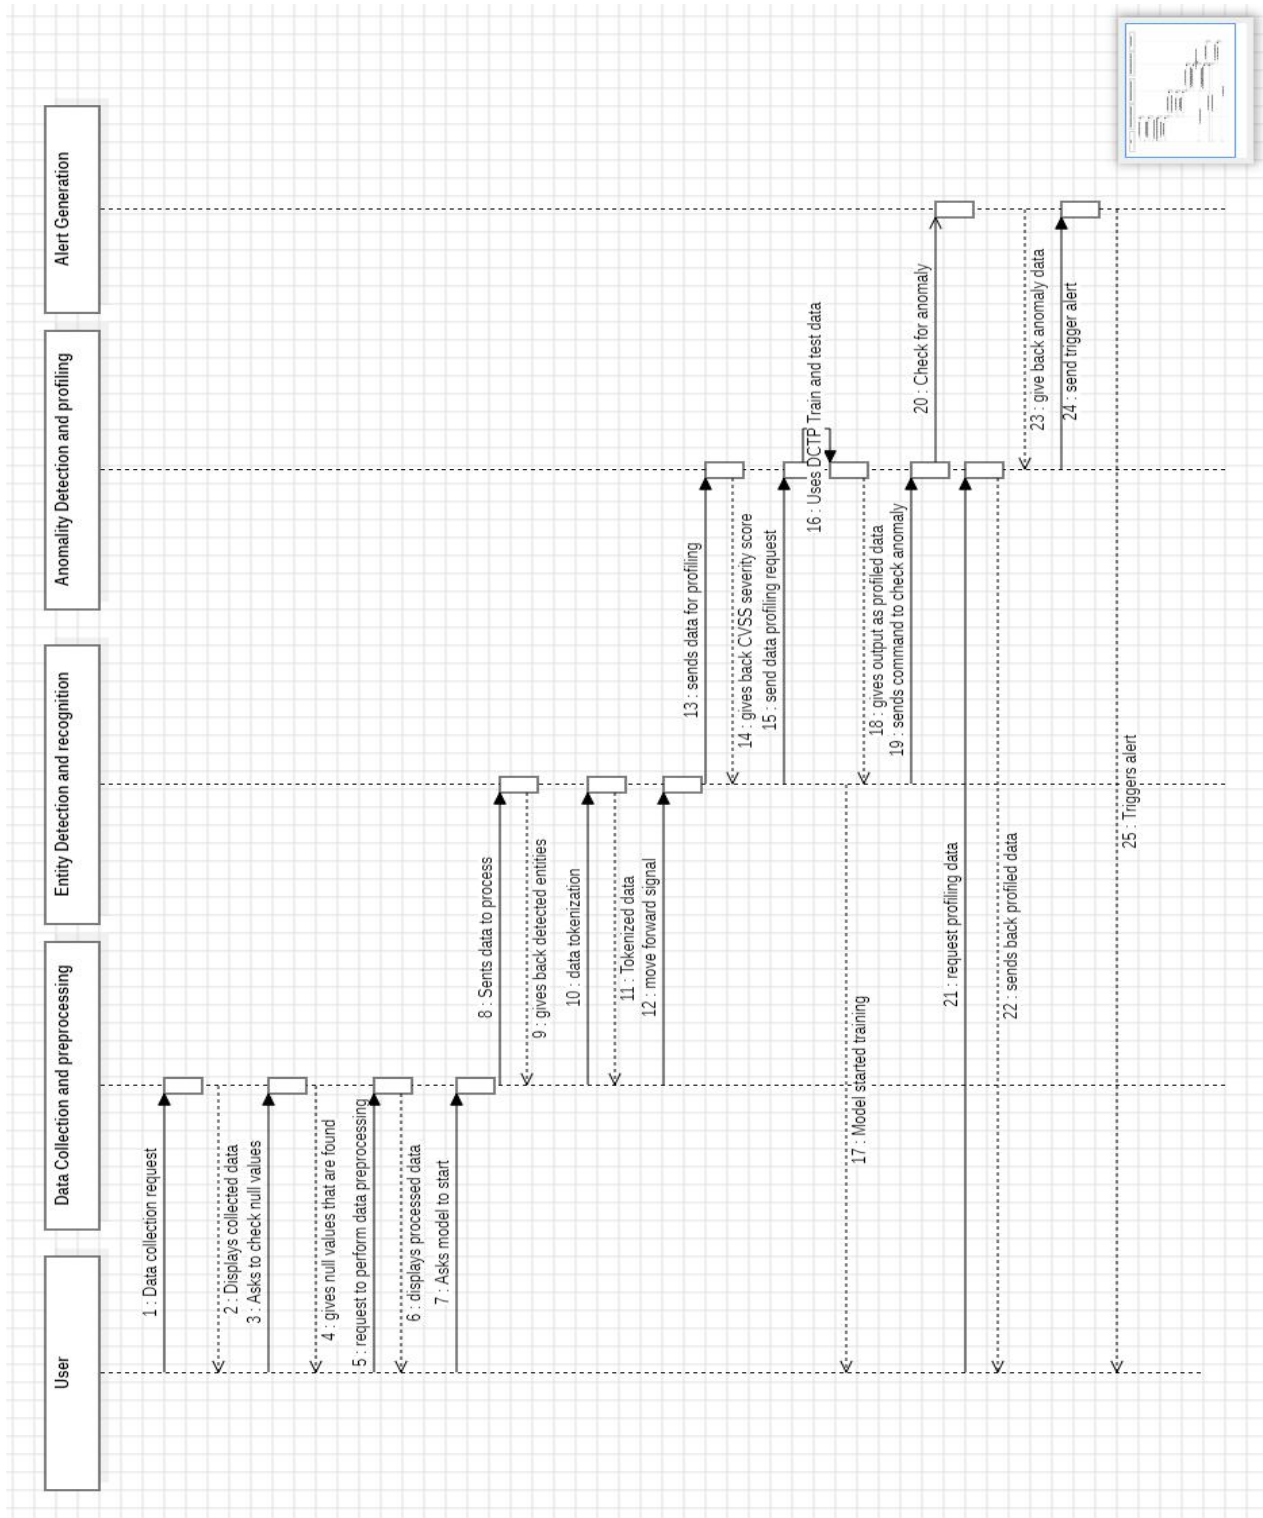 User
Data Collection and preprocessing
Entity Detection and recognition
Anomality Detection and profiling
Alert Generation
1 : Data collection request
2 : Displays collected data
3 : Asks to check null values
4 : gives null values that are found
5 : request to perform data preprocessing
6 : displays processed data
7 : Asks model to start
8 : Sents data to process
9 : gives back detected entities
10 : data tokenization
11 : Tokenized data
12 : move forward signal
13 : sends data for profiling
14 : gives back CVSS severity score
15 : send data profiling request
16 : Uses DCTP Train and test data
17 : Model started training
18 : gives output as profiled data
19 : sends command to check anomaly
20 : Check for anomaly
21 : request profiling data
22 : sends back profiled data
23 : give back anomaly data
24 : send trigger alert
25 : Triggers alert